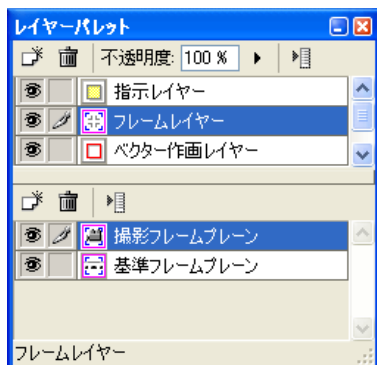 レイヤーパレット
不透明度: 100 %
指示レイヤー
フレームレイヤー
ベクター作画レイヤー
撮影フレームプレーン
基準フレームプレーン
フレームレイヤー